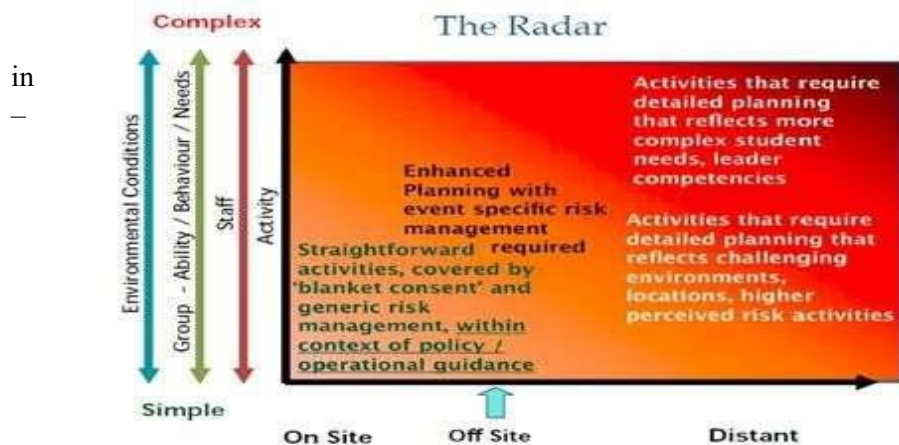 in
–
Complex
The Radar
Environmental Conditions
Group - Ability / Behaviour / Needs
Staff
Activity
Activities that require
detailed planning
that reflects more
complex student
needs, leader
competencies
Enhanced
Planning with
event specific risk
management
required
Straightforward
activities, covered by
'blanket consent' and
generic risk
management, within
context of policy /
operational guidance
Activities that require
detailed planning that
reflects challenging
environments,
locations, higher
perceived risk activities
Simple
On Site
Off Site
Distant